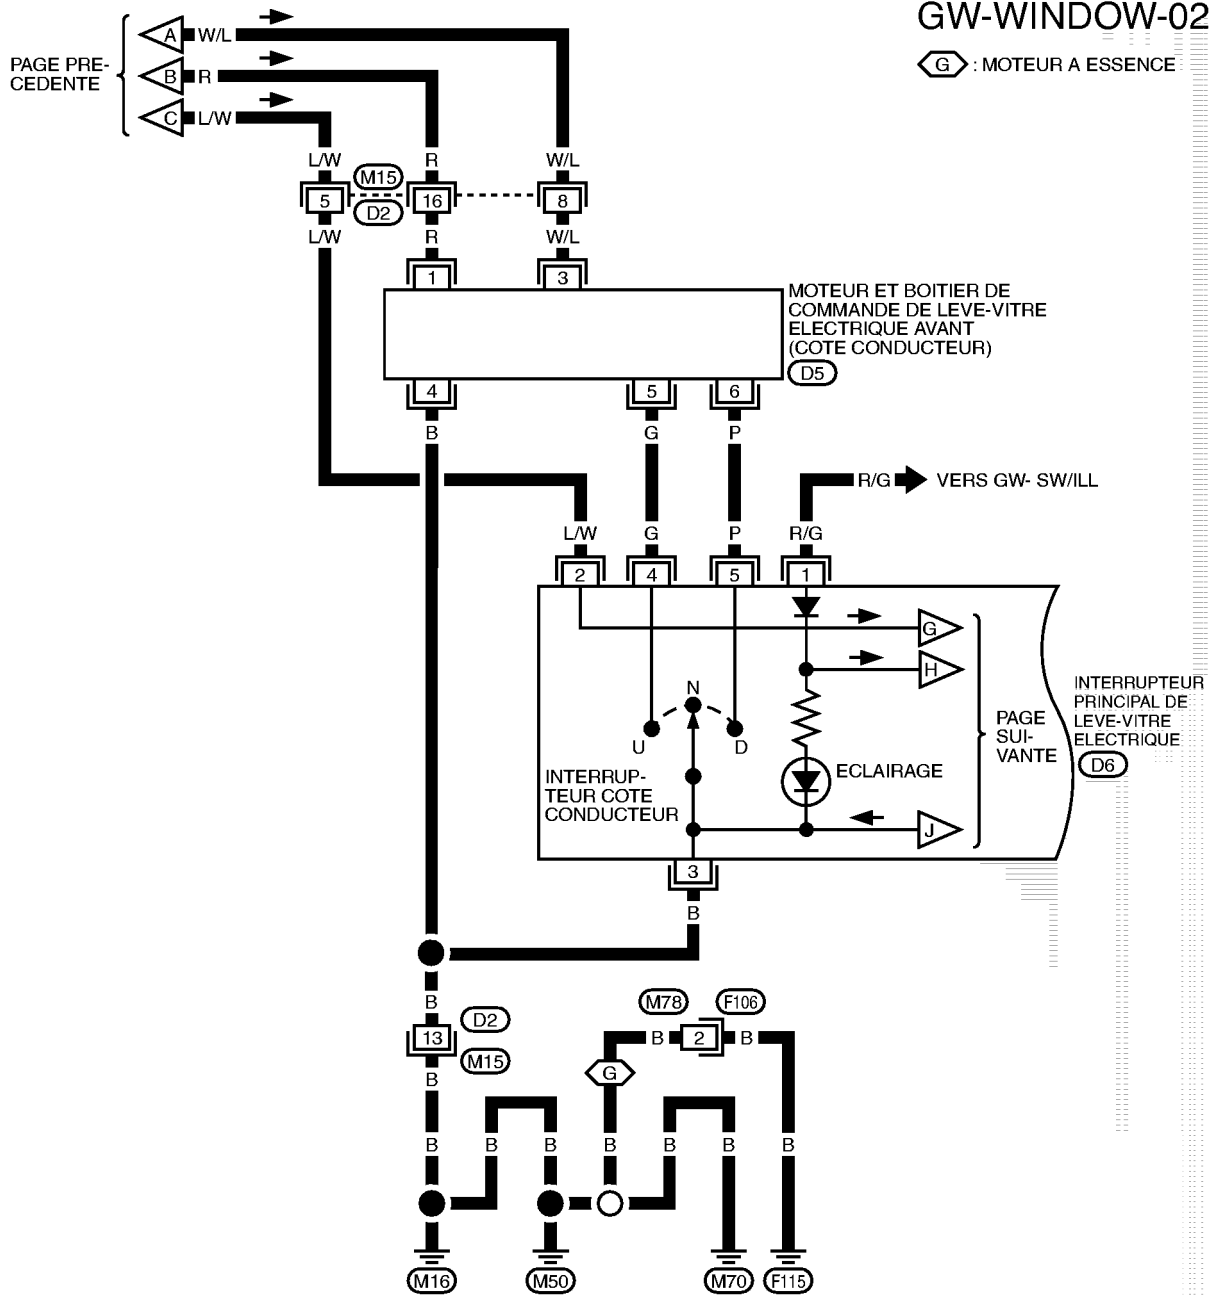 GW-WINDOW-02
G : MOTEUR A ESSENCE
PAGE PRE-
CEDENTE
A W/L
B R
C L/W
L/W R W/L
M15
5 16 8
D2
L/W R W/L
1 3
MOTEUR ET BOITIER DE
COMMANDE DE LEVE-VITRE
ELECTRIQUE AVANT
(COTE CONDUCTEUR)
D5
4 5 6
B G P
R/G VERS GW- SW/ILL
L/W G P R/G
2 4 5 1
G
H
N
U D
PAGE
SUI-
VANTE
INTERRUPTEUR
PRINCIPAL DE
LEVE-VITRE
ELECTRIQUE
D6
ECLAIRAGE
INTERRUP-
TEUR COTE
CONDUCTEUR
J
3
B
B
M78 F106
D2
13
B 2 B
M15
G
B
B B B B B B
M16 M50 M70 F115